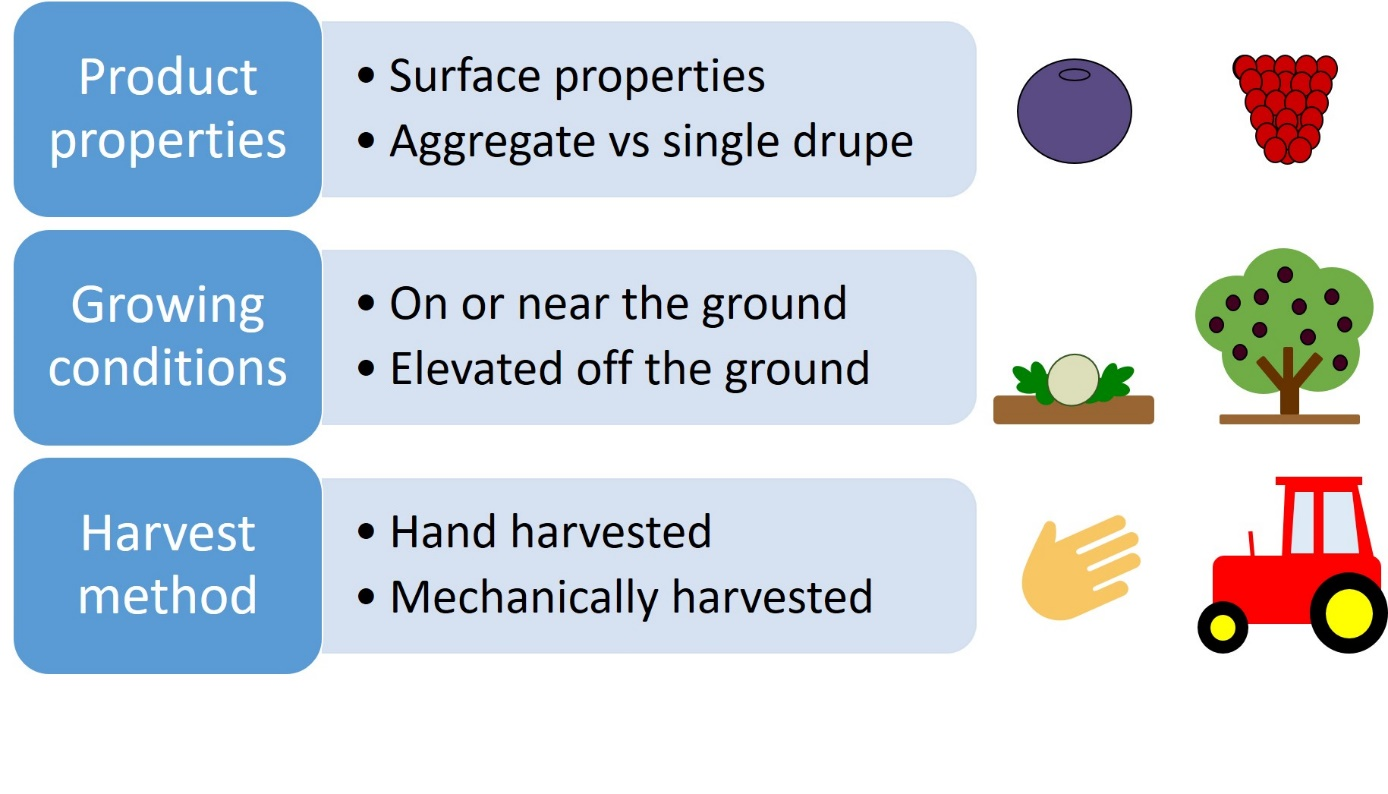 Product
properties
• Surface properties
• Aggregate vs single drupe
Growing
conditions
• On or near the ground
• Elevated off the ground
Harvest
method
• Hand harvested
• Mechanically harvested